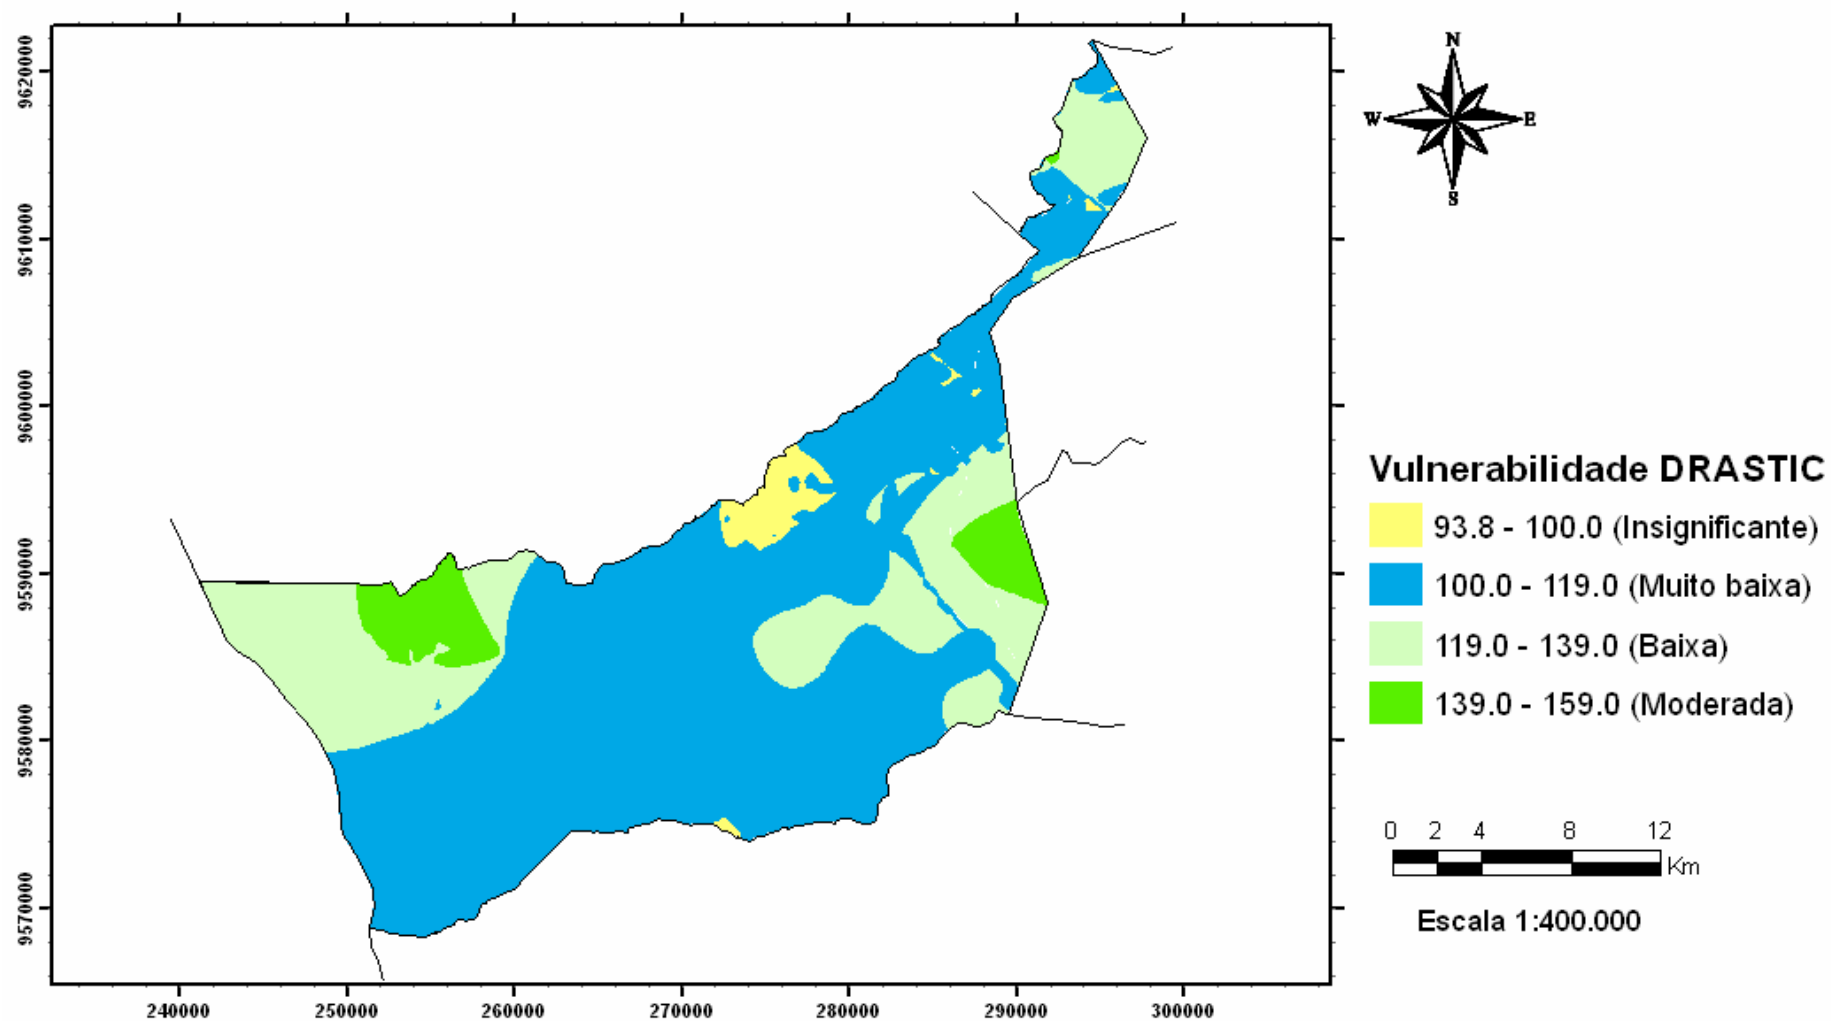 N
W E
S
9620000
9610000
9600000
9590000
9580000
9570000
240000 250000 260000 270000 280000 290000 300000
Vulnerabilidade DRASTIC
93.8 - 100.0 (Insignificante)
100.0 - 119.0 (Muito baixa)
119.0 - 139.0 (Baixa)
139.0 - 159.0 (Moderada)
0 2 4 8 12
Km
Escala 1:400.000